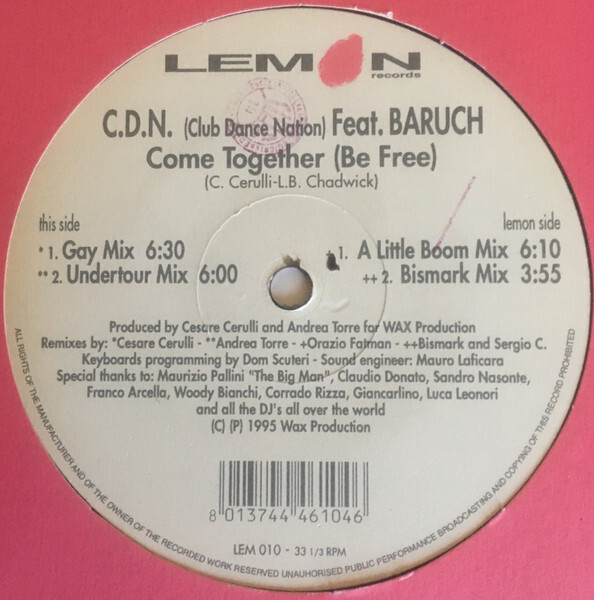 LEMON
records
C.D.N. (Club Dance Nation) Feat. BARUCH
Come Together (Be Free)
(C. Cerulli-L.B. Chadwick)
this side
* 1. Gay Mix 6:30
** 2. Undertour Mix 6:00
lemon side
+ 1. A Little Boom Mix 6:10
++ 2. Bismark Mix 3:55
Produced by Cesare Cerulli and Andrea Torre for WAX Production
Remixes by: *Cesare Cerulli - **Andrea Torre - +Orazio Fatman - ++Bismark and Sergio C.
Keyboards programming by Dom Scuteri - Sound engineer: Mauro Laficara
Special thanks to: Maurizio Pallini "The Big Man", Claudio Donato, Sandro Nasonte,
Franco Arcella, Woody Bianchi, Corrado Rizza, Giancarlino, Luca Leonori
and all the DJ's all over the world
(C) (P) 1995 Wax Production
8 013744 461046
LEM 010 - 33 1/3 RPM
ALL RIGHTS OF THE MANUFACTURER AND OF THE OWNER OF THE RECORDED WORK RESERVED UNAUHORISED PUBLIC PERFORMANCE BROADCASTING AND COPYING OF THIS RECORD PROHIBITED